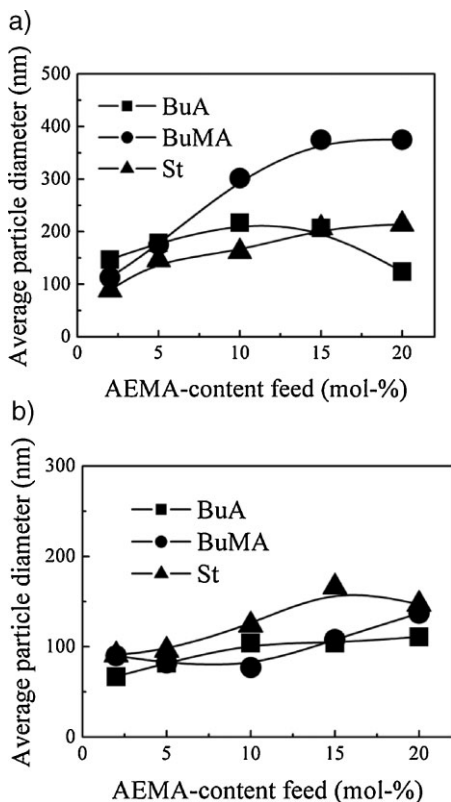 a)
Average particle diameter (nm)
500
400
300
200
100
0
BuA
BuMA
St
0 5 10 15 20
AEMA-content feed (mol-%)
b)
Average particle diameter (nm)
300
200
100
0
BuA
BuMA
St
0 5 10 15 20
AEMA-content feed (mol-%)